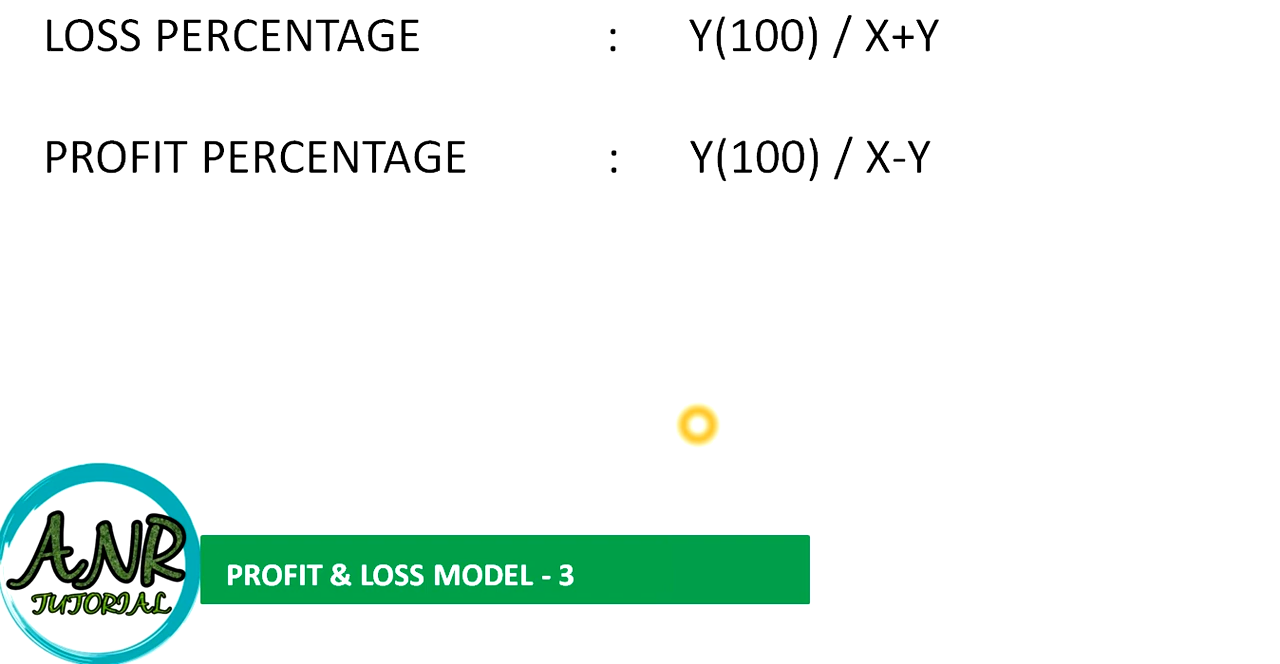 LOSS PERCENTAGE : Y(100) / X+Y
PROFIT PERCENTAGE : Y(100) / X-Y
ANR
TUTORIAL
PROFIT & LOSS MODEL - 3